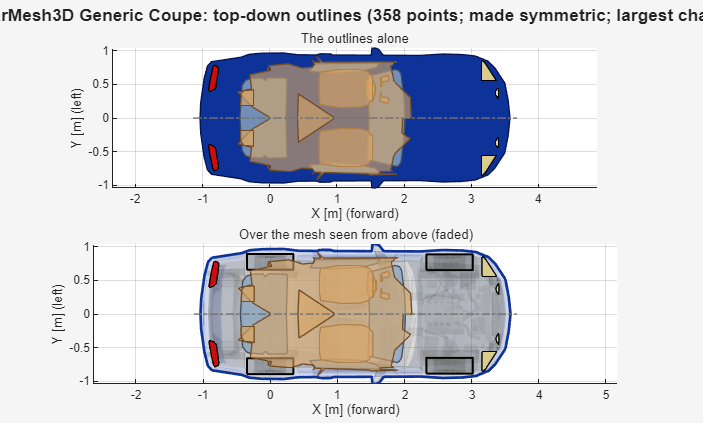 rMesh3D Generic Coupe: top-down outlines (358 points; made symmetric; largest cha
The outlines alone
1
0.5
0
-0.5
-1
Y [m] (left)
-2 -1 0 1 2 3 4
X [m] (forward)
Over the mesh seen from above (faded)
1
0.5
0
-0.5
-1
Y [m] (left)
-2 -1 0 1 2 3 4 5
X [m] (forward)